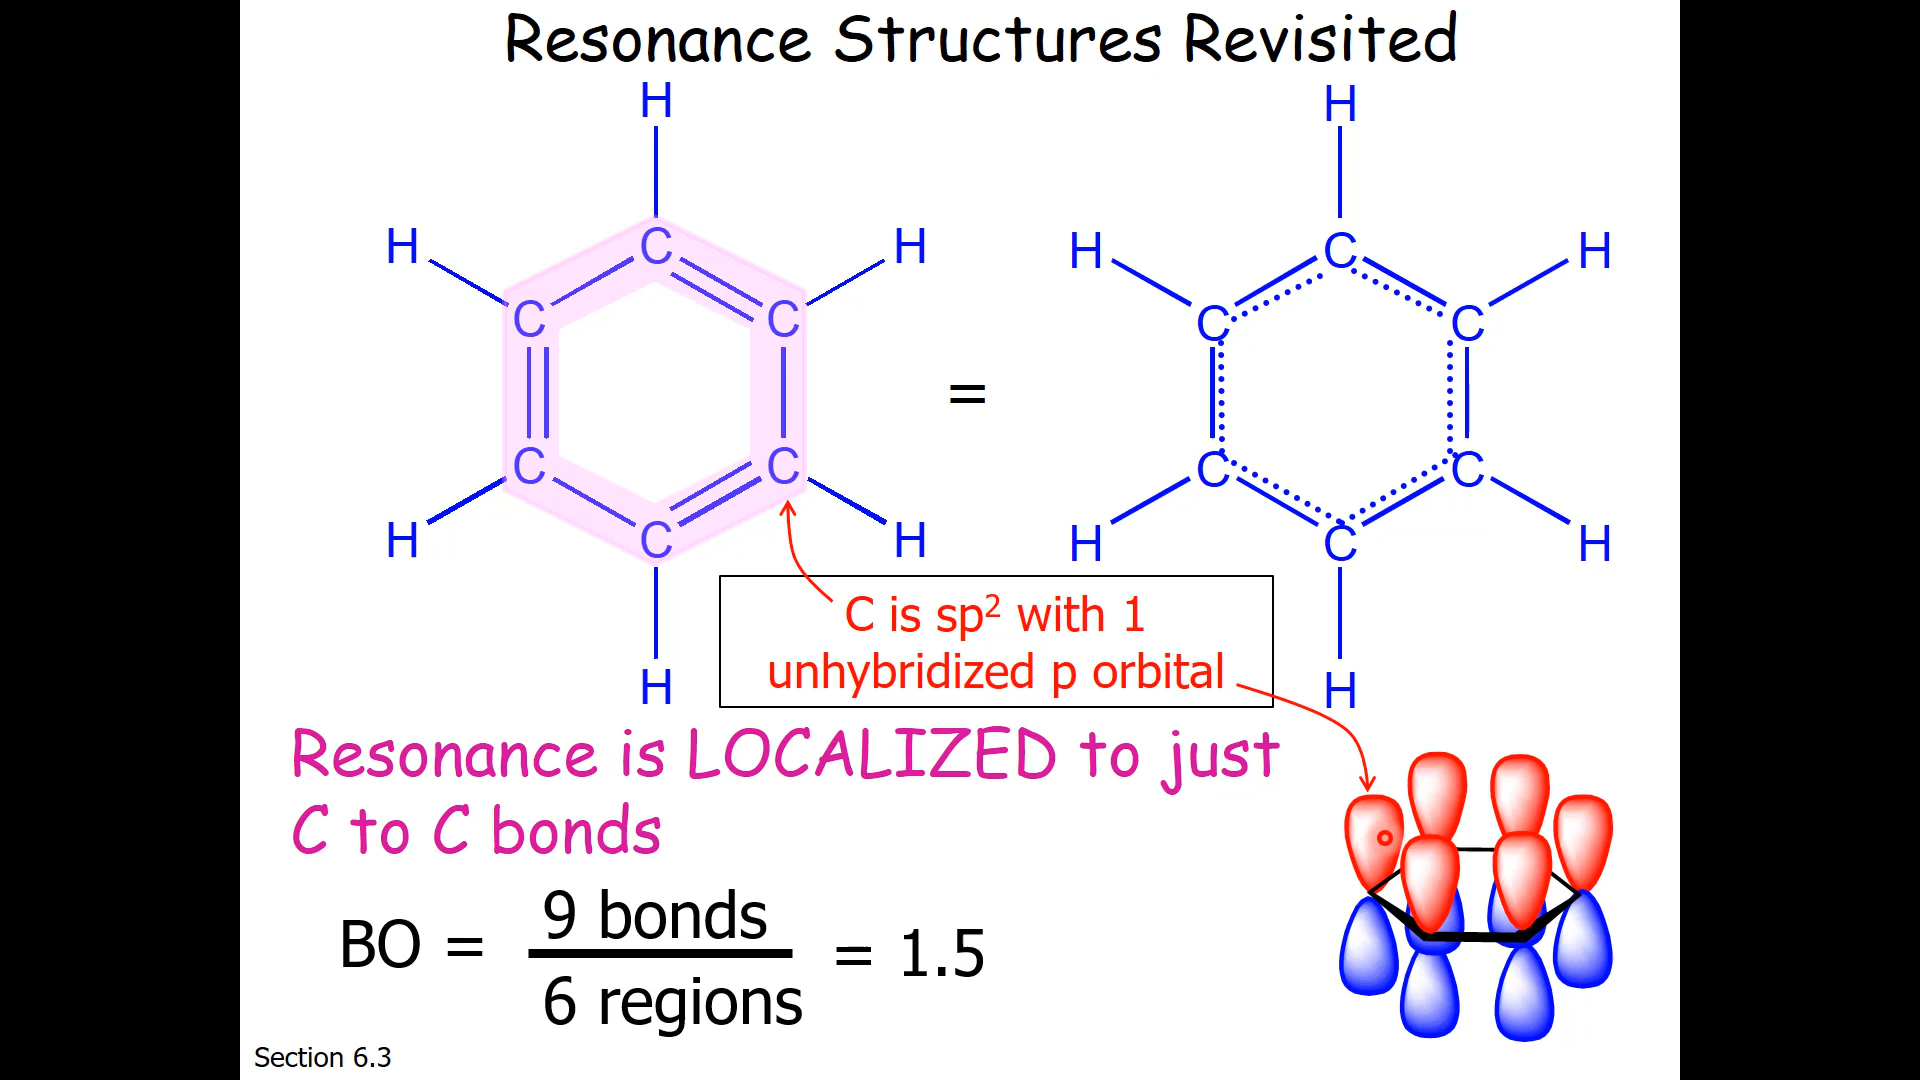 Resonance Structures Revisited
H
H
H
C
C
C
C
C
C
H
H
H
=
H
H
H
C
C
C
C
C
C
H
H
H
C is sp² with 1
unhybridized p orbital
Resonance is LOCALIZED to just
C to C bonds
BO = 9 bonds
6 regions
= 1.5
Section 6.3